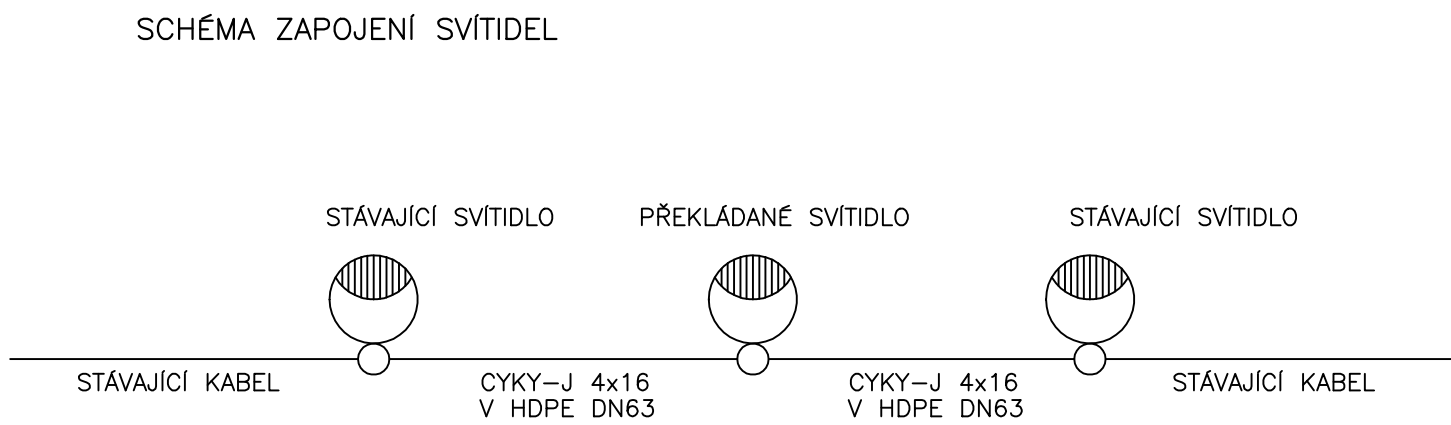 SCHÉMA ZAPOJENÍ SVÍTIDEL
STÁVAJÍCÍ SVÍTIDLO
PŘEKLÁDANÉ SVÍTIDLO
STÁVAJÍCÍ SVÍTIDLO
STÁVAJÍCÍ KABEL
CYKY-J 4x16
V HDPE DN63
CYKY-J 4x16
V HDPE DN63
STÁVAJÍCÍ KABEL